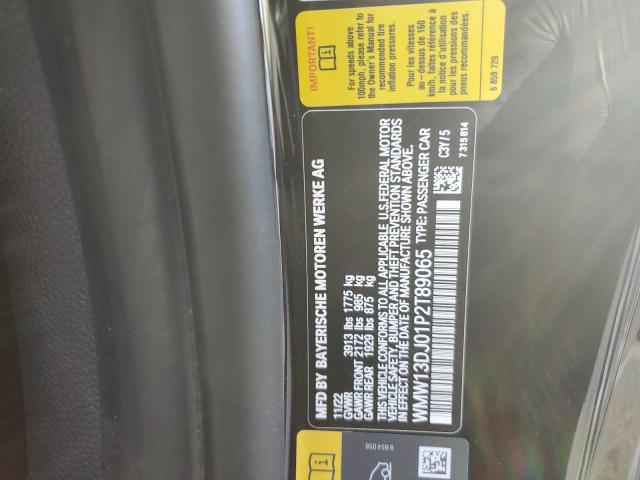 IMPORTANT!
For speeds above
100mph, please refer to
the Owner's Manual for
recommended tire
inflation pressures.
Pour les vitesses
au - dessus de 160
km/h, faites référence à
la notice d'utilisation
pour les pressions des
pneus recommandées.
6 859 729
MFD BY BAYERISCHE MOTOREN WERKE AG
11/22
GVWR 3913 lbs 1775 kg
GAWR FRONT 2172 lbs 985 kg
GAWR REAR 1929 lbs 875 kg
THIS VEHICLE CONFORMS TO ALL APPLICABLE U.S. FEDERAL MOTOR
VEHICLE SAFETY, BUMPER AND THEFT PREVENTION STANDARDS
IN EFFECT ON THE DATE OF MANUFACTURE SHOWN ABOVE.
WMW13DJ01P2T89065 TYPE: PASSENGER CAR
C3Y / 5
7 315 814
8 654 058